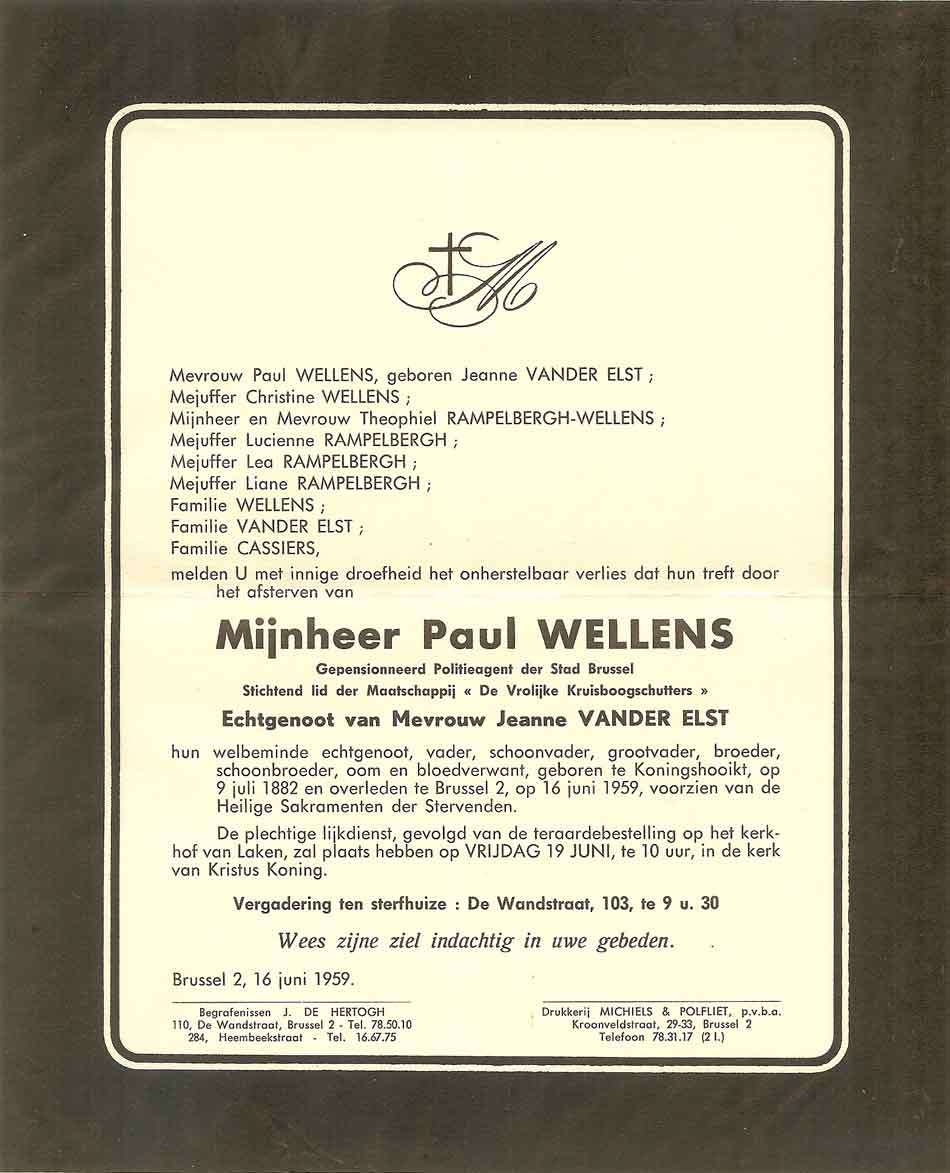 M
Mevrouw Paul WELLENS, geboren Jeanne VANDER ELST ;
Mejuffer Christine WELLENS ;
Mijnheer en Mevrouw Theophiel RAMPELBERGH-WELLENS ;
Mejuffer Lucienne RAMPELBERGH ;
Mejuffer Lea RAMPELBERGH ;
Mejuffer Liane RAMPELBERGH ;
Familie WELLENS ;
Familie VANDER ELST ;
Familie CASSIERS,
melden U met innige droefheid het onherstelbaar verlies dat hun treft door
het afsterven van
Mijnheer Paul WELLENS
Gepensionneerd Politieagent der Stad Brussel
Stichtend lid der Maatschappij « De Vrolijke Kruisboogschutters »
Echtgenoot van Mevrouw Jeanne VANDER ELST
hun welbeminde echtgenoot, vader, schoonvader, grootvader, broeder,
schoonbroeder, oom en bloedverwant, geboren te Koningshooikt, op
9 juli 1882 en overleden te Brussel 2, op 16 juni 1959, voorzien van de
Heilige Sakramenten der Stervenden.
De plechtige lijkdienst, gevolgd van de teraardebestelling op het kerk-
hof van Laken, zal plaats hebben op VRIJDAG 19 JUNI, te 10 uur, in de kerk
van Kristus Koning.
Vergadering ten sterfhuize : De Wandstraat, 103, te 9 u. 30
Wees zijne ziel indachtig in uwe gebeden.
Brussel 2, 16 juni 1959.
Begrafenissen J. DE HERTOGH
110, De Wandstraat, Brussel 2 - Tel. 78.50.10
284, Heembeekstraat - Tel. 16.67.75
Drukkerij MICHIELS & POLFLIET, p.v.b.a.
Kroonveldstraat, 29-33, Brussel 2
Telefoon 78.31.17 (2 l.)